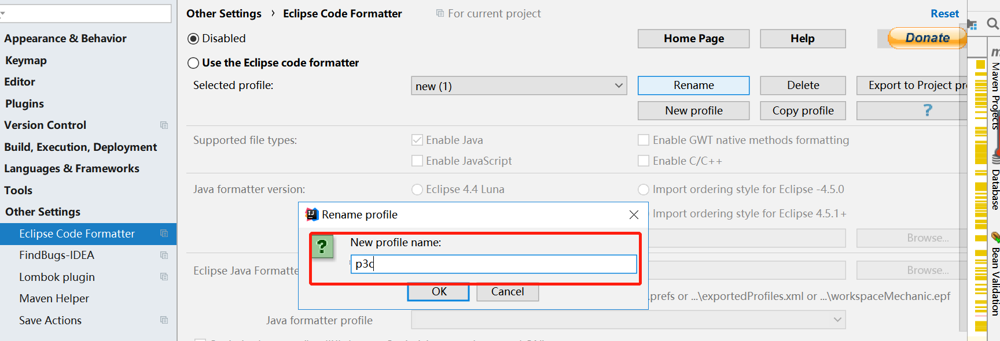 Other Settings › Eclipse Code Formatter
For current project
Reset
Appearance & Behavior
Keymap
Editor
Plugins
Version Control
Build, Execution, Deployment
Languages & Frameworks
Tools
Other Settings
Eclipse Code Formatter
FindBugs-IDEA
Lombok plugin
Maven Helper
Save Actions
Disabled
Home Page
Help
Donate
Use the Eclipse code formatter
Selected profile:
new (1)
Rename
Delete
Export to Project pr
New profile
Copy profile
?
Supported file types:
Enable Java
Enable GWT native methods formatting
Enable JavaScript
Enable C/C++
Java formatter version:
Eclipse 4.4 Luna
Import ordering style for Eclipse -4.5.0
Import ordering style for Eclipse 4.5.1+
Browse...
Eclipse Java Formatte
Browse...
.prefs or ...\exportedProfiles.xml or ...\workspaceMechanic.epf
Java formatter profile
IJ
Rename profile
?
New profile name:
p3c
OK
Cancel
Maven Projects
Database
Bean Validation